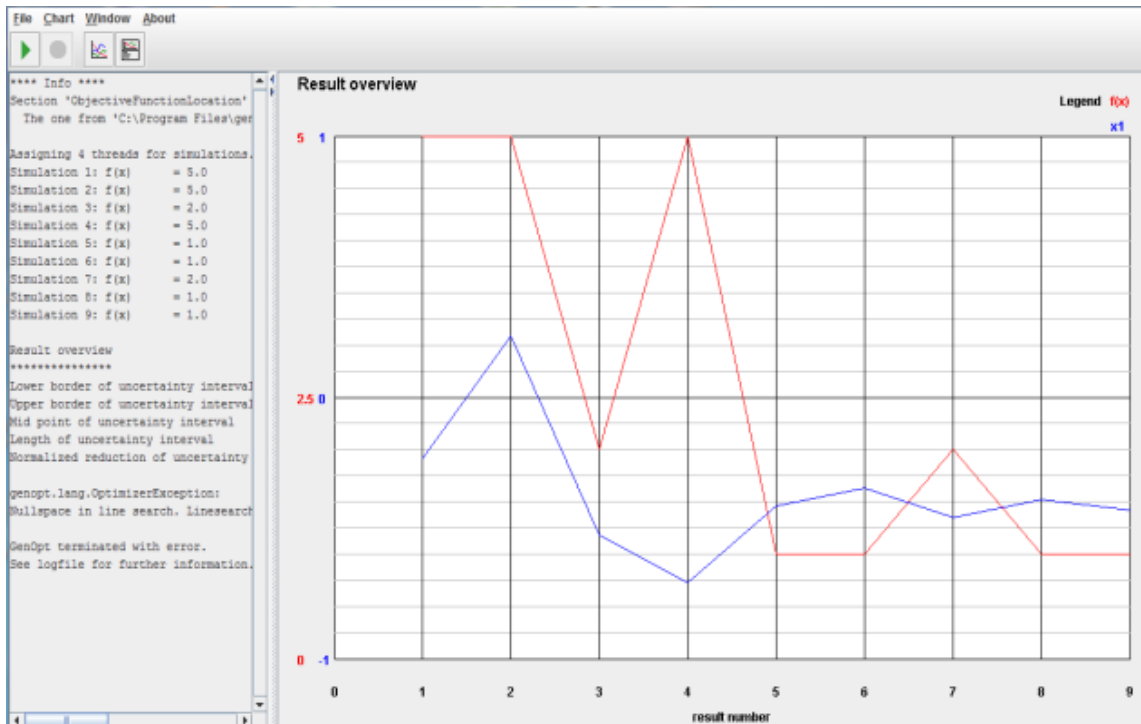 File Chart Window About
**** Info ****
Section 'ObjectiveFunctionLocation'
The one from 'C:\Program Files\gen
Assigning 4 threads for simulations.
Simulation 1: f(x) = 5.0
Simulation 2: f(x) = 5.0
Simulation 3: f(x) = 2.0
Simulation 4: f(x) = 5.0
Simulation 5: f(x) = 1.0
Simulation 6: f(x) = 1.0
Simulation 7: f(x) = 2.0
Simulation 8: f(x) = 1.0
Simulation 9: f(x) = 1.0
Result overview
***************
Lower border of uncertainty interval
Upper border of uncertainty interval
Mid point of uncertainty interval
Length of uncertainty interval
Normalized reduction of uncertainty
genopt.lang.OptimizerException:
Nullspace in line search. Linesearch
GenOpt terminated with error.
See logfile for further information.
Result overview
Legend f(x)
x1
5 1
2.5 0
0 -1
0 1 2 3 4 5 6 7 8 9
result number